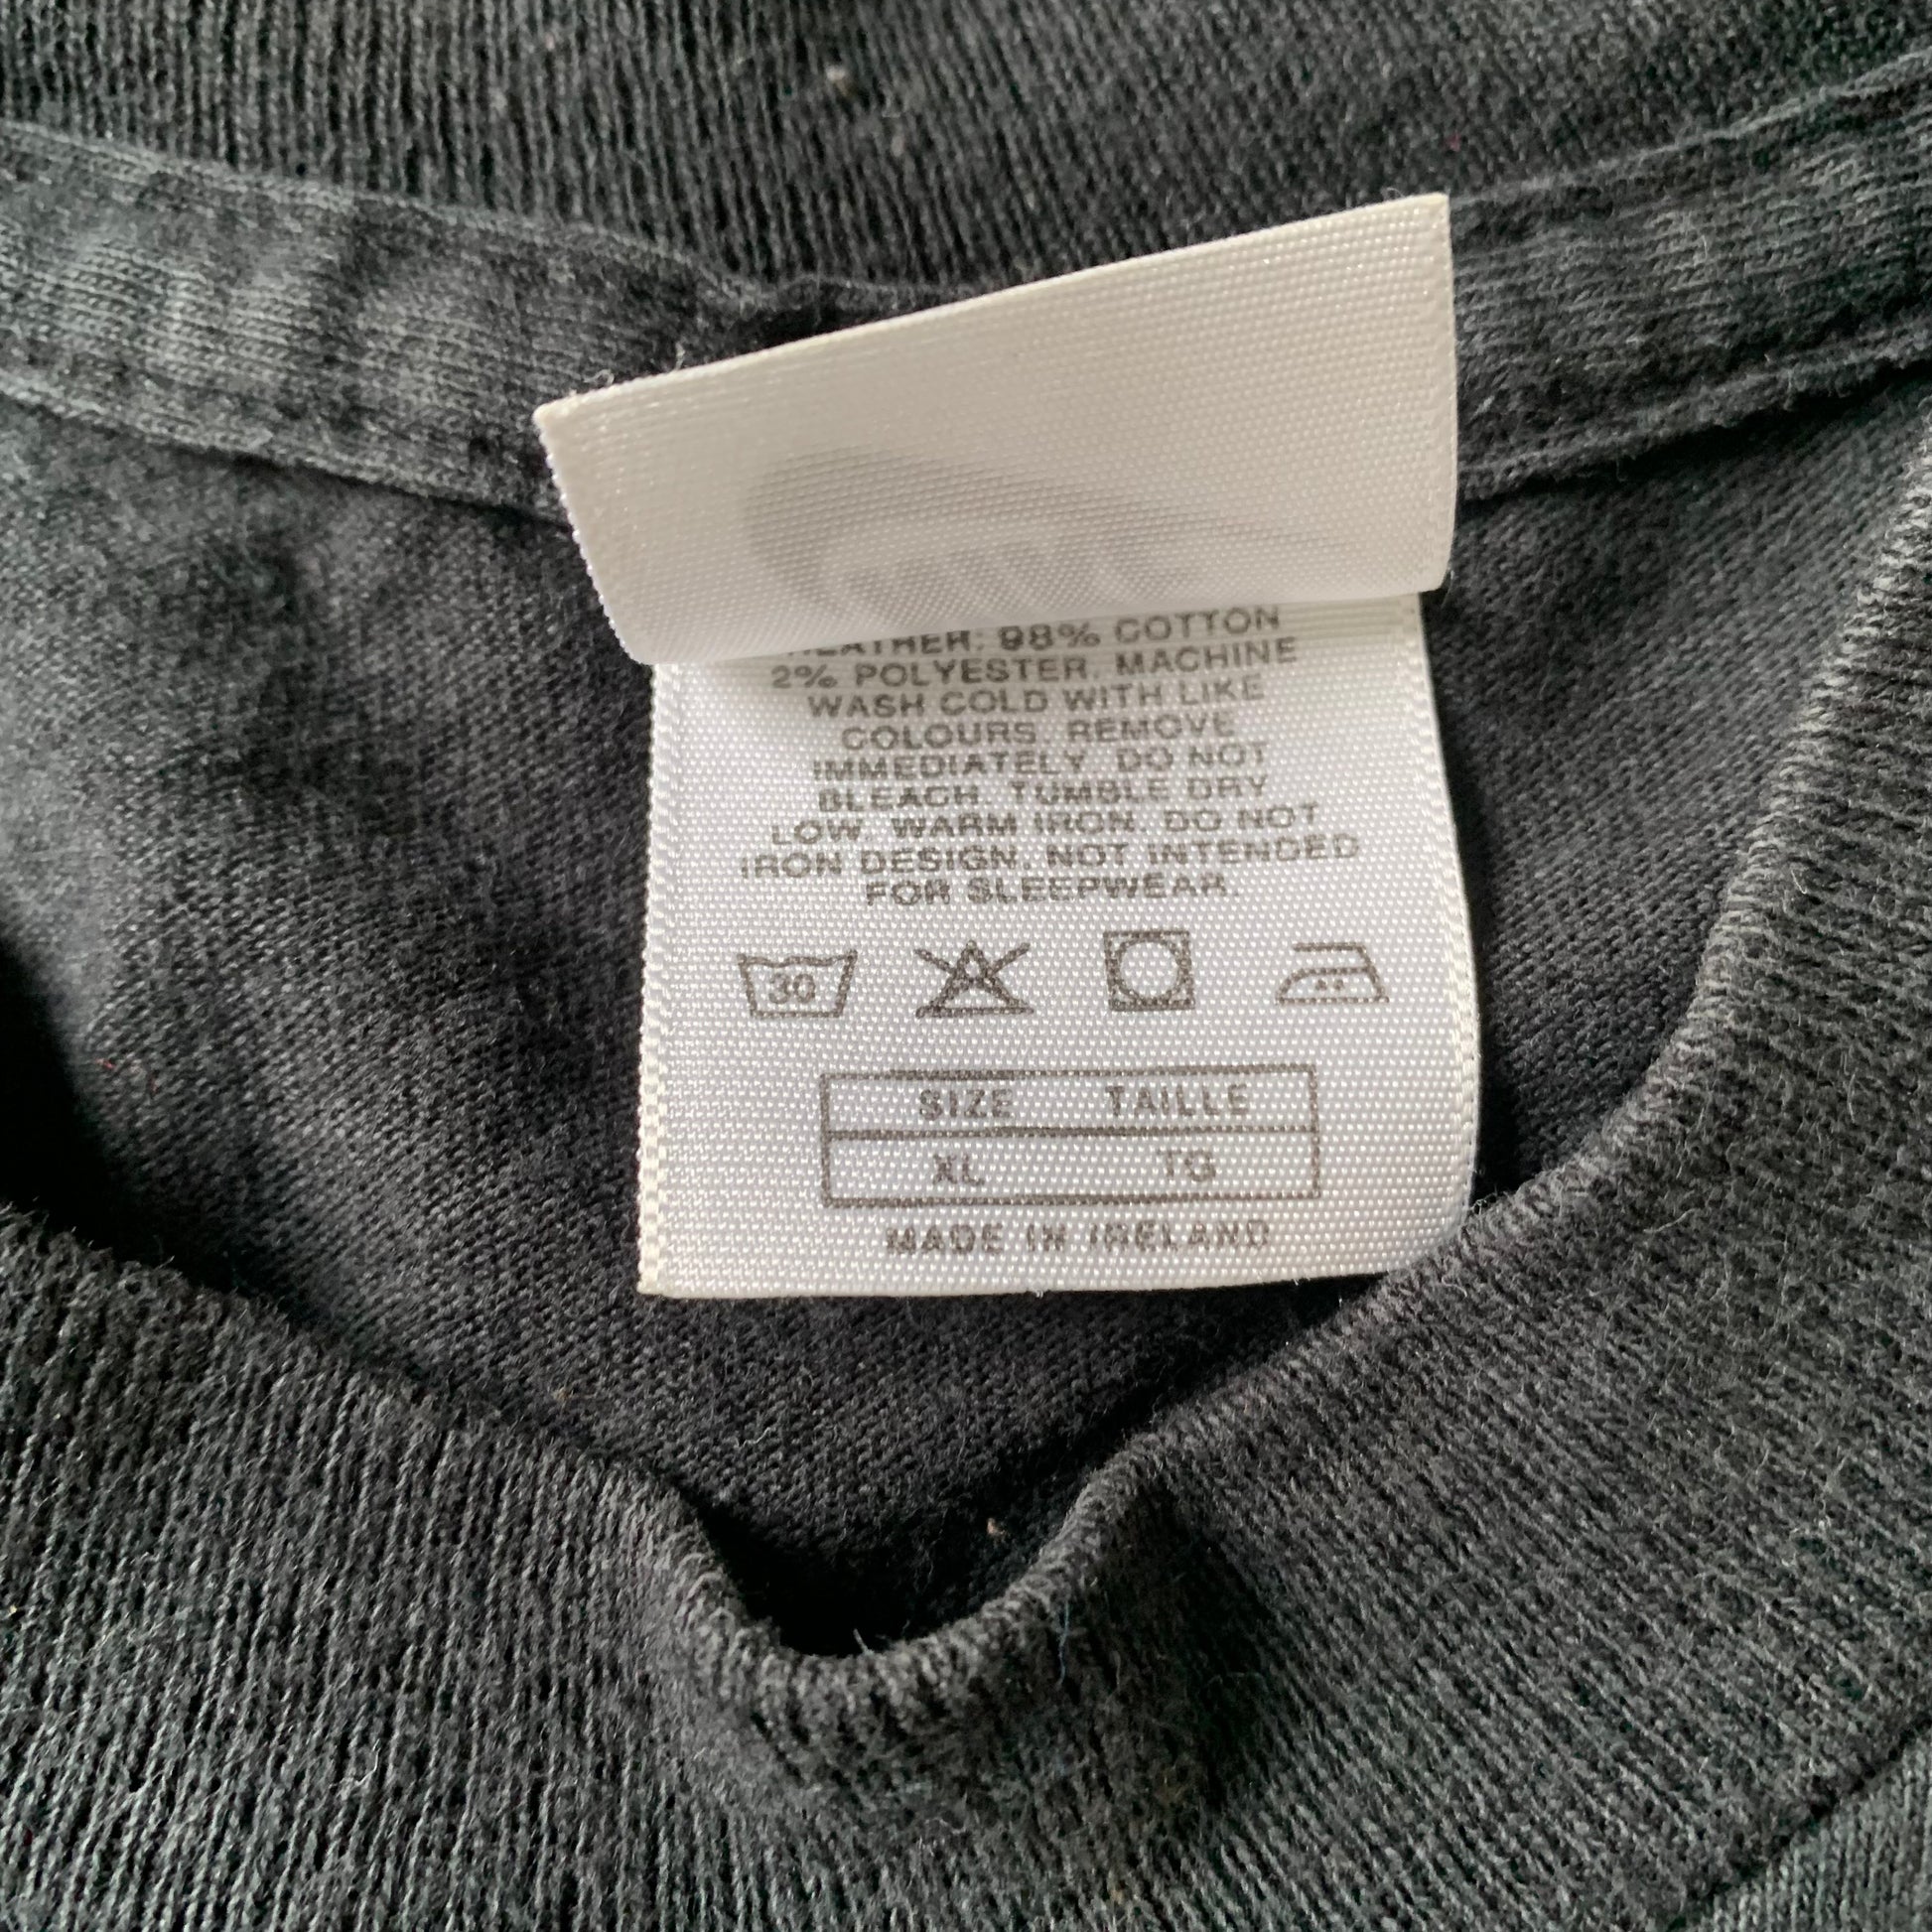 HEATHER: 98% COTTON
2% POLYESTER. MACHINE
WASH COLD WITH LIKE
COLOURS, REMOVE
IMMEDIATELY. DO NOT
BLEACH. TUMBLE DRY
LOW. WARM IRON. DO NOT
IRON DESIGN. NOT INTENDED
FOR SLEEPWEAR.
30
SIZE TAILLE
XL TG
MADE IN IRELAND